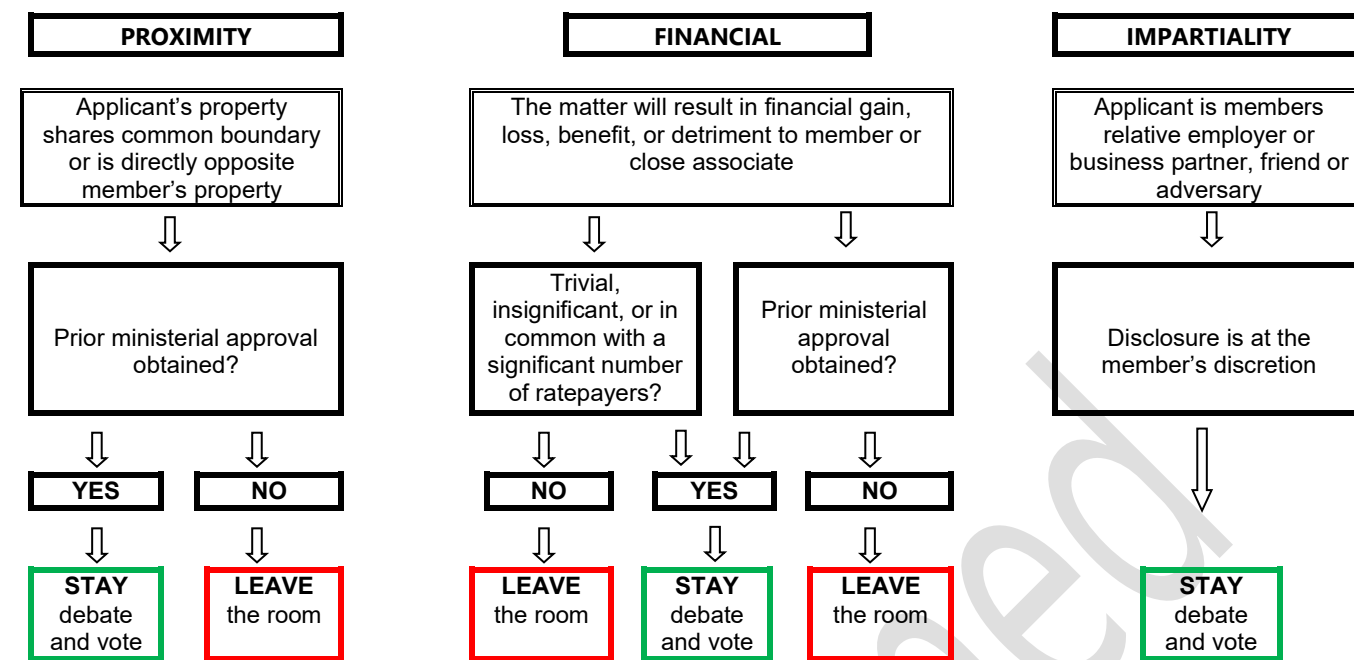 PROXIMITY
FINANCIAL
IMPARTIALITY
Applicant’s property
shares common boundary
or is directly opposite
member’s property
The matter will result in financial gain,
loss, benefit, or detriment to member or
close associate
Applicant is members
relative employer or
business partner, friend or
adversary
Prior ministerial approval
obtained?
Trivial,
insignificant, or in
common with a
significant number
of ratepayers?
Prior ministerial
approval
obtained?
Disclosure is at the
member’s discretion
YES
NO
NO
YES
NO
STAY
debate
and vote
LEAVE
the room
LEAVE
the room
STAY
debate
and vote
LEAVE
the room
STAY
debate
and vote
ned